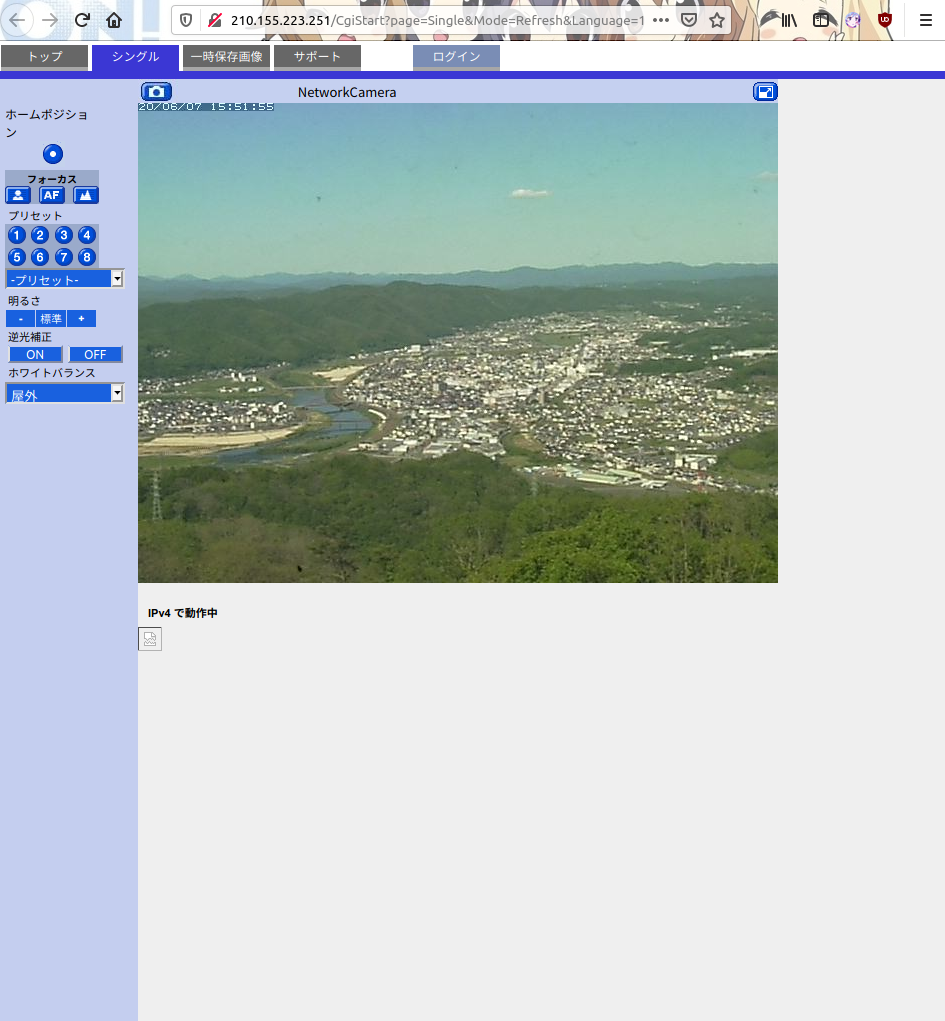 210.155.223.251/CgiStart?page=Single&Mode=Refresh&Language=1
トップ
シングル
一時保存画像
サポート
ログイン
NetworkCamera
20/06/07 15:51:55
ホームポジショ
ン
フォーカス
AF
プリセット
1 2 3 4
5 6 7 8
-プリセット-
明るさ
- 標準 +
逆光補正
ON OFF
ホワイトバランス
屋外
IPv4 で動作中